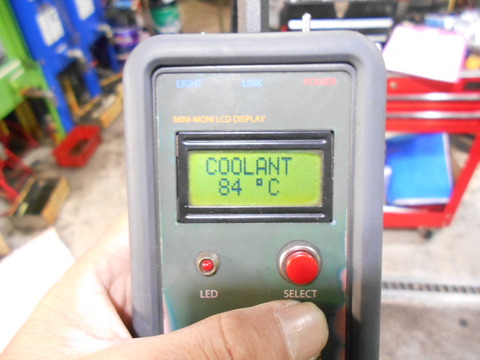 LIGHT LINK POWER
MINI-MONI LCD DISPLAY
COOLANT
84 °C
LED SELECT